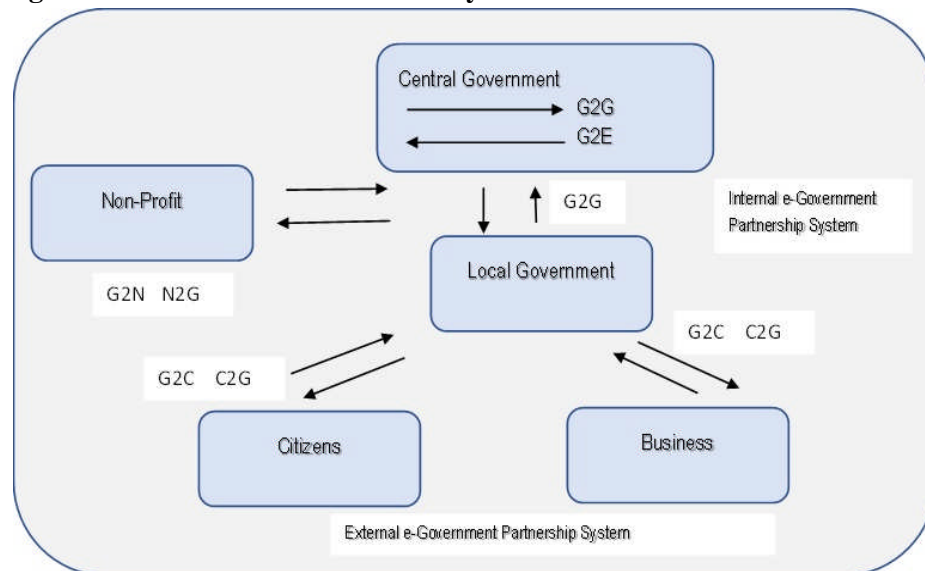 Central Government
G2G
G2E
Non-Profit
G2G
Internal e-Government
Partnership System
Local Government
G2N N2G
G2C C2G
G2C C2G
Citizens
Business
External e-Government Partnership System